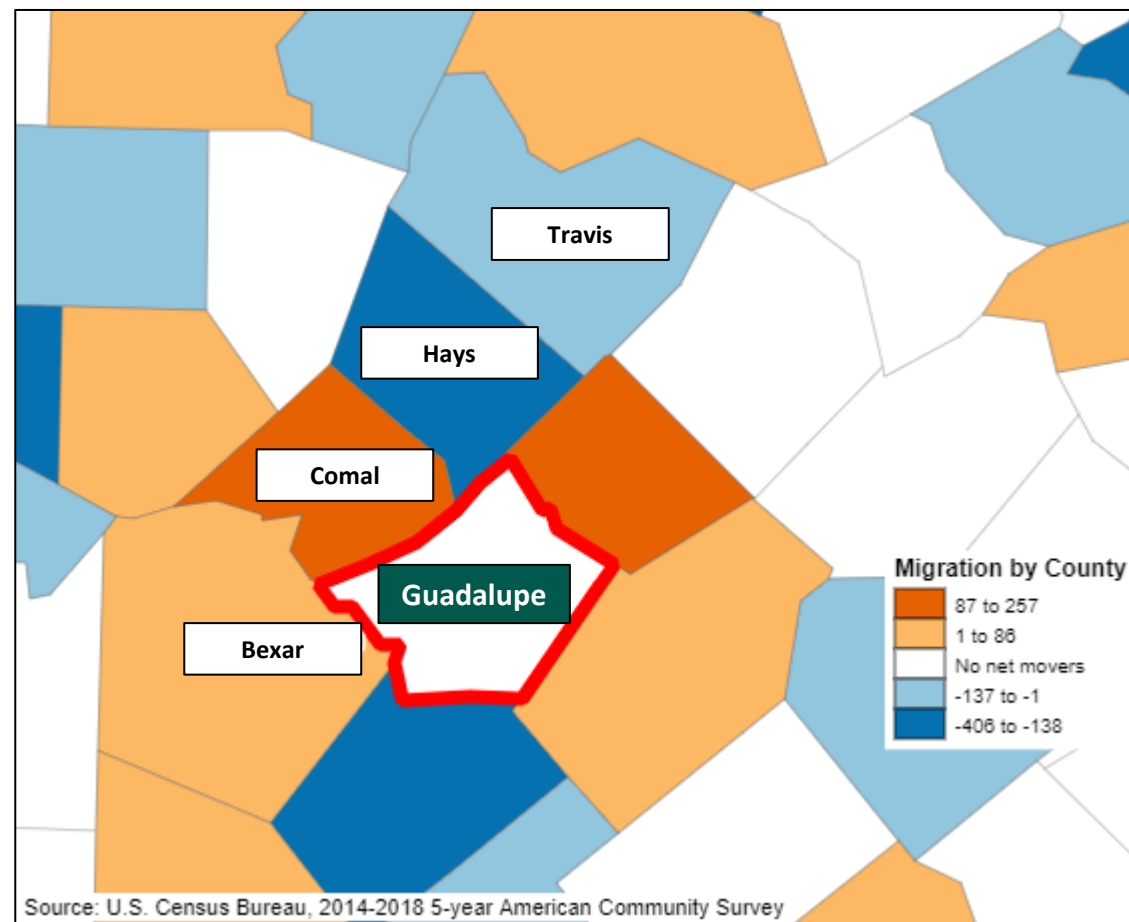 Travis
Hays
Comal
Guadalupe
Bexar
Migration by County
87 to 257
1 to 86
No net movers
-137 to -1
-406 to -138
Source: U.S. Census Bureau, 2014-2018 5-year American Community Survey